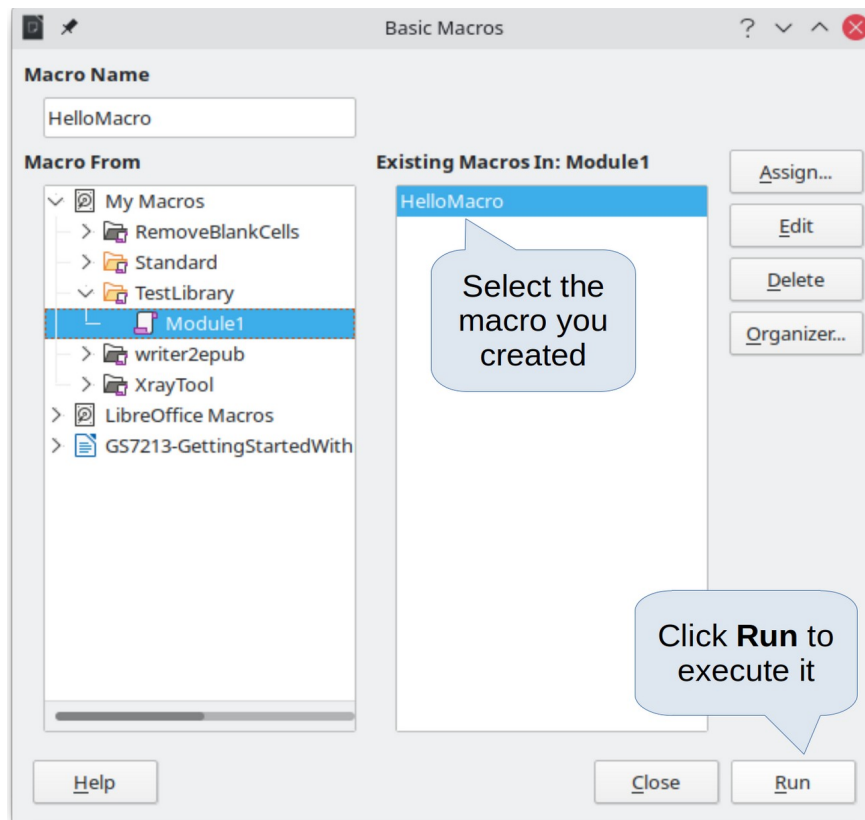 Basic Macros
Macro Name
HelloMacro
Macro From
My Macros
RemoveBlankCells
Standard
TestLibrary
Module1
writer2epub
XrayTool
LibreOffice Macros
GS7213-GettingStartedWith
Existing Macros In: Module1
HelloMacro
Select the
macro you
created
Assign...
Edit
Delete
Organizer...
Click Run to
execute it
Help
Close
Run